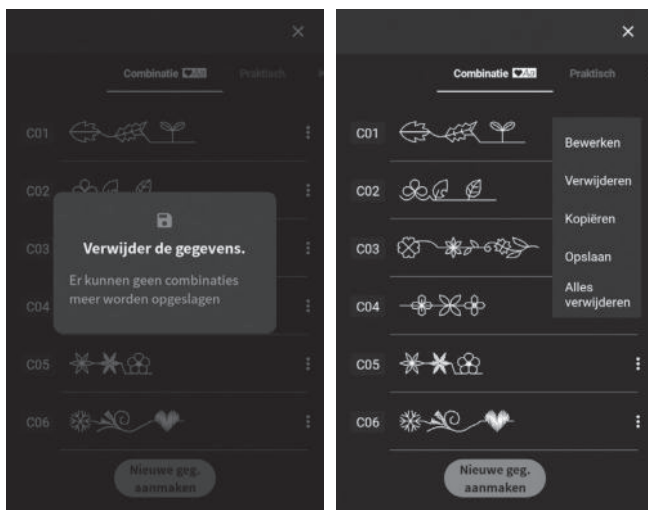 ×
Combinatie Aa Praktisch
C01
C02
C03
C04
C05
C06
Verwijder de gegevens.
Er kunnen geen combinaties
meer worden opgeslagen
Nieuwe geg.
aanmaken
×
Combinatie Aa Praktisch
C01
C02
C03
C04
C05
C06
Bewerken
Verwijderen
Kopiëren
Opslaan
Alles
verwijderen
Nieuwe geg.
aanmaken